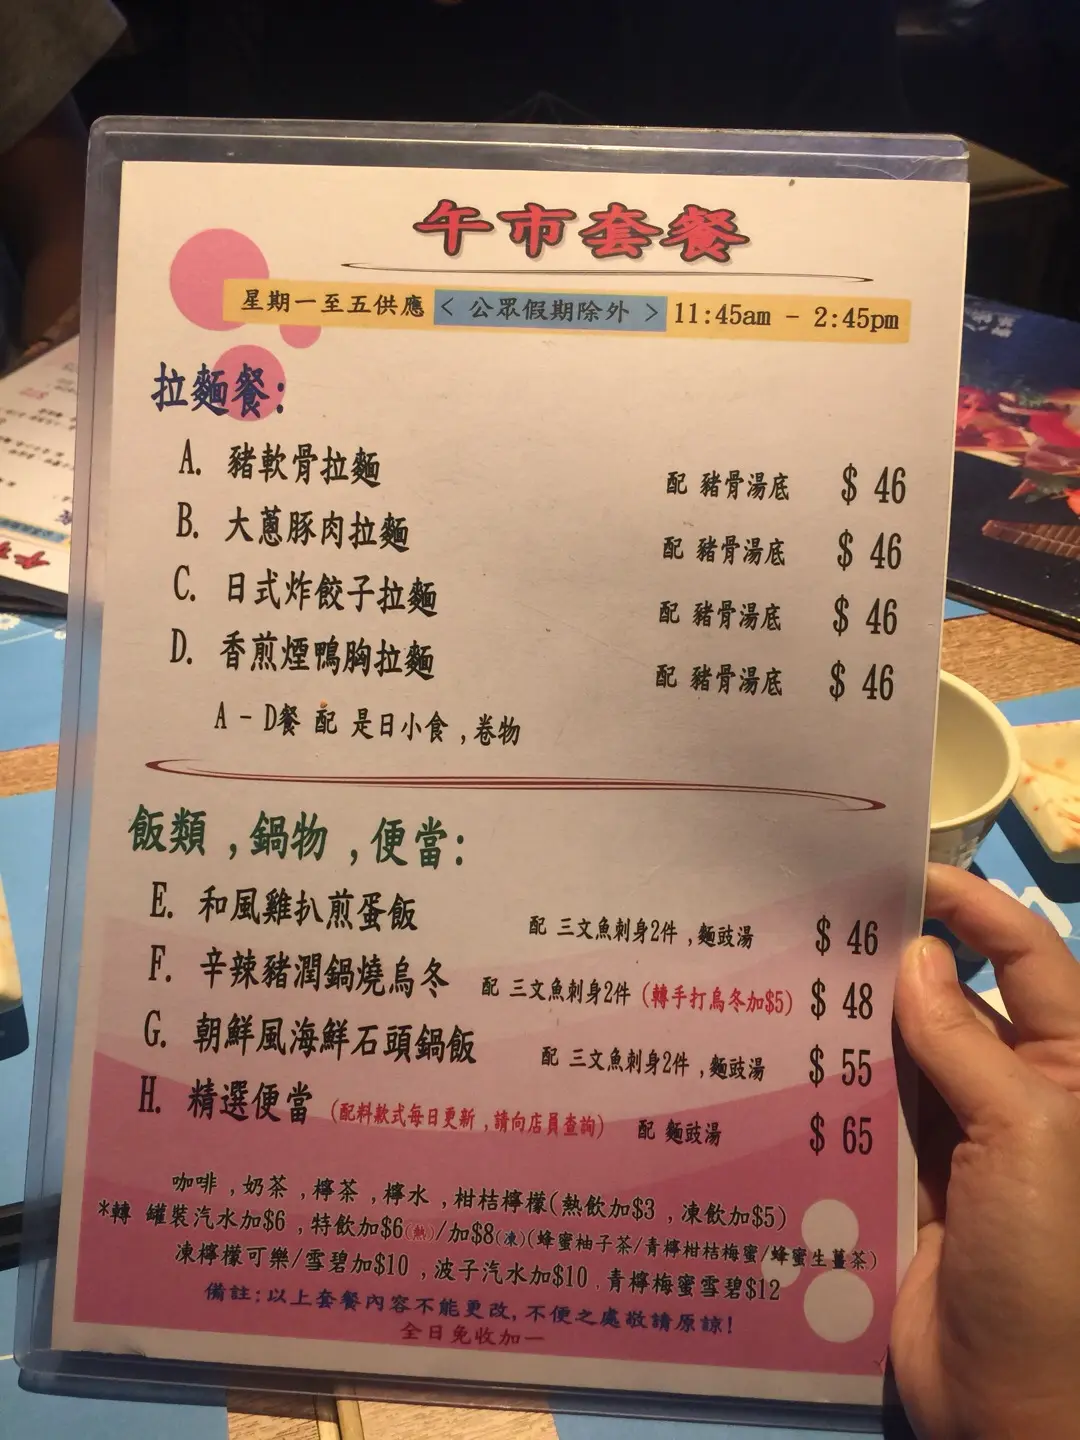 午市套餐
星期一至五供應 < 公眾假期除外 > 11:45am - 2:45pm
拉麵餐:
A. 豬軟骨拉麵 配 豬骨湯底 $ 46
B. 大蔥豚肉拉麵 配 豬骨湯底 $ 46
C. 日式炸餃子拉麵 配 豬骨湯底 $ 46
D. 香煎煙鴨胸拉麵 配 豬骨湯底 $ 46
A - D餐 配 是日小食 , 卷物
飯類 , 鍋物 , 便當:
E. 和風雞扒煎蛋飯 配 三文魚刺身2件 , 麵豉湯 $ 46
F. 辛辣豬潤鍋燒烏冬 配 三文魚刺身2件 (轉手打烏冬加$5) $ 48
G. 朝鮮風海鮮石頭鍋飯 配 三文魚刺身2件 , 麵豉湯 $ 55
H. 精選便當 (配料款式每日更新 , 請向店員查詢) 配 麵豉湯 $ 65
咖啡 , 奶茶 , 檸茶 , 檸水 , 柑桔檸檬(熱飲加$3 , 凍飲加$5)
*轉 罐裝汽水加$6 , 特飲加$6(熱)/加$8(凍)(蜂蜜柚子茶/青檸柑桔梅蜜/蜂蜜生薑茶)
凍檸檬可樂/雪碧加$10 , 波子汽水加$10 , 青檸梅蜜雪碧$12
備註:以上套餐內容不能更改, 不便之處敬請原諒!
全日免收加一